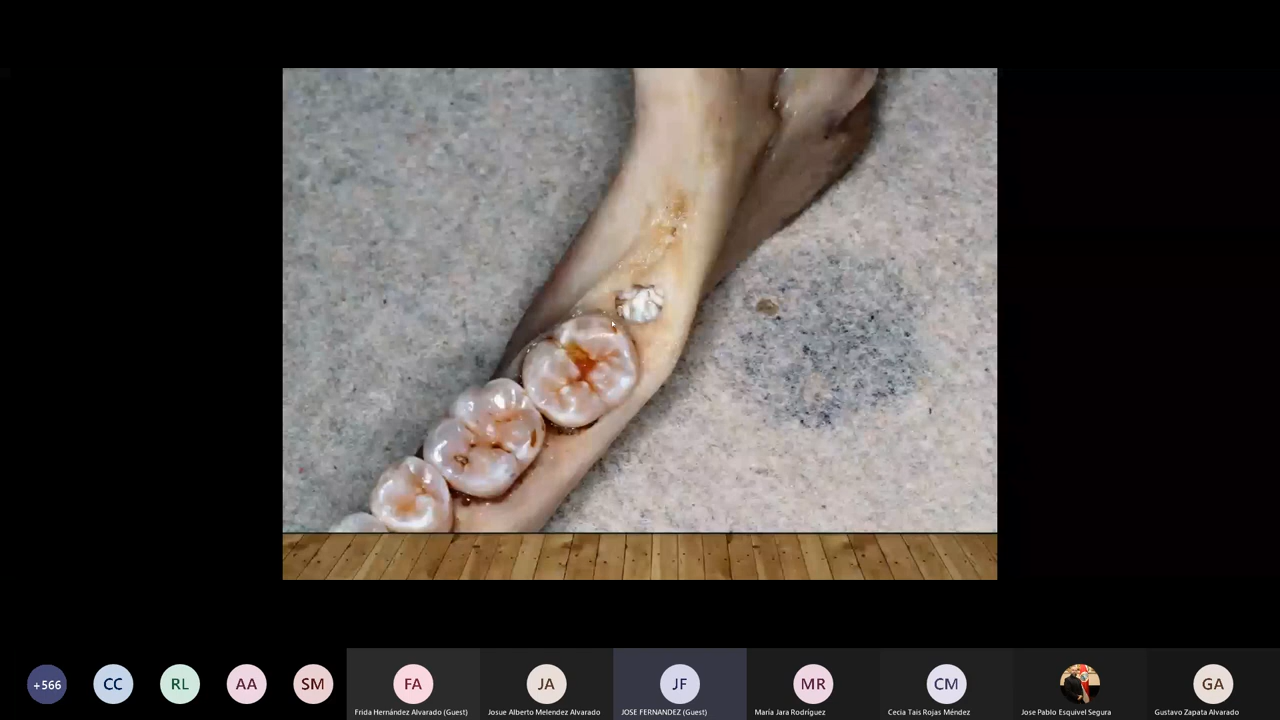 +566
CC
RL
AA
SM
FA
JA
JF
MR
CM
GA
Frida Hernández Alvarado (Guest)
Josue Alberto Melendez Alvarado
JOSE FERNANDEZ (Guest)
María Jara Rodríguez
Cecia Tais Rojas Méndez
Jose Pablo Esquivel Segura
Gustavo Zapata Alvarado